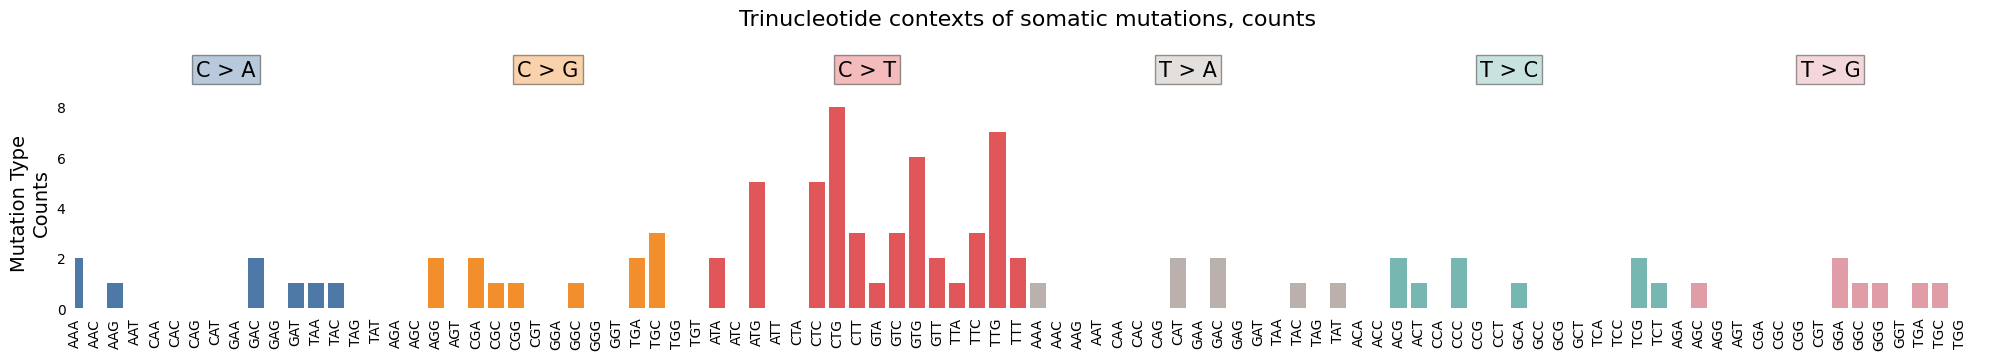 Trinucleotide contexts of somatic mutations, counts
C > A
C > G
C > T
T > A
T > C
T > G
Mutation Type
Counts
8
6
4
2
0
AAA
AAC
AAG
AAT
CAA
CAC
CAG
CAT
GAA
GAC
GAG
GAT
TAA
TAC
TAG
TAT
AGA
AGC
AGG
AGT
CGA
CGC
CGG
CGT
GGA
GGC
GGG
GGT
TGA
TGC
TGG
TGT
ATA
ATC
ATG
ATT
CTA
CTC
CTG
CTT
GTA
GTC
GTG
GTT
TTA
TTC
TTG
TTT
AAA
AAC
AAG
AAT
CAA
CAC
CAG
CAT
GAA
GAC
GAG
GAT
TAA
TAC
TAG
TAT
ACA
ACC
ACG
ACT
CCA
CCC
CCG
CCT
GCA
GCC
GCG
GCT
TCA
TCC
TCG
TCT
AGA
AGC
AGG
AGT
CGA
CGC
CGG
CGT
GGA
GGC
GGG
GGT
TGA
TGC
TGG